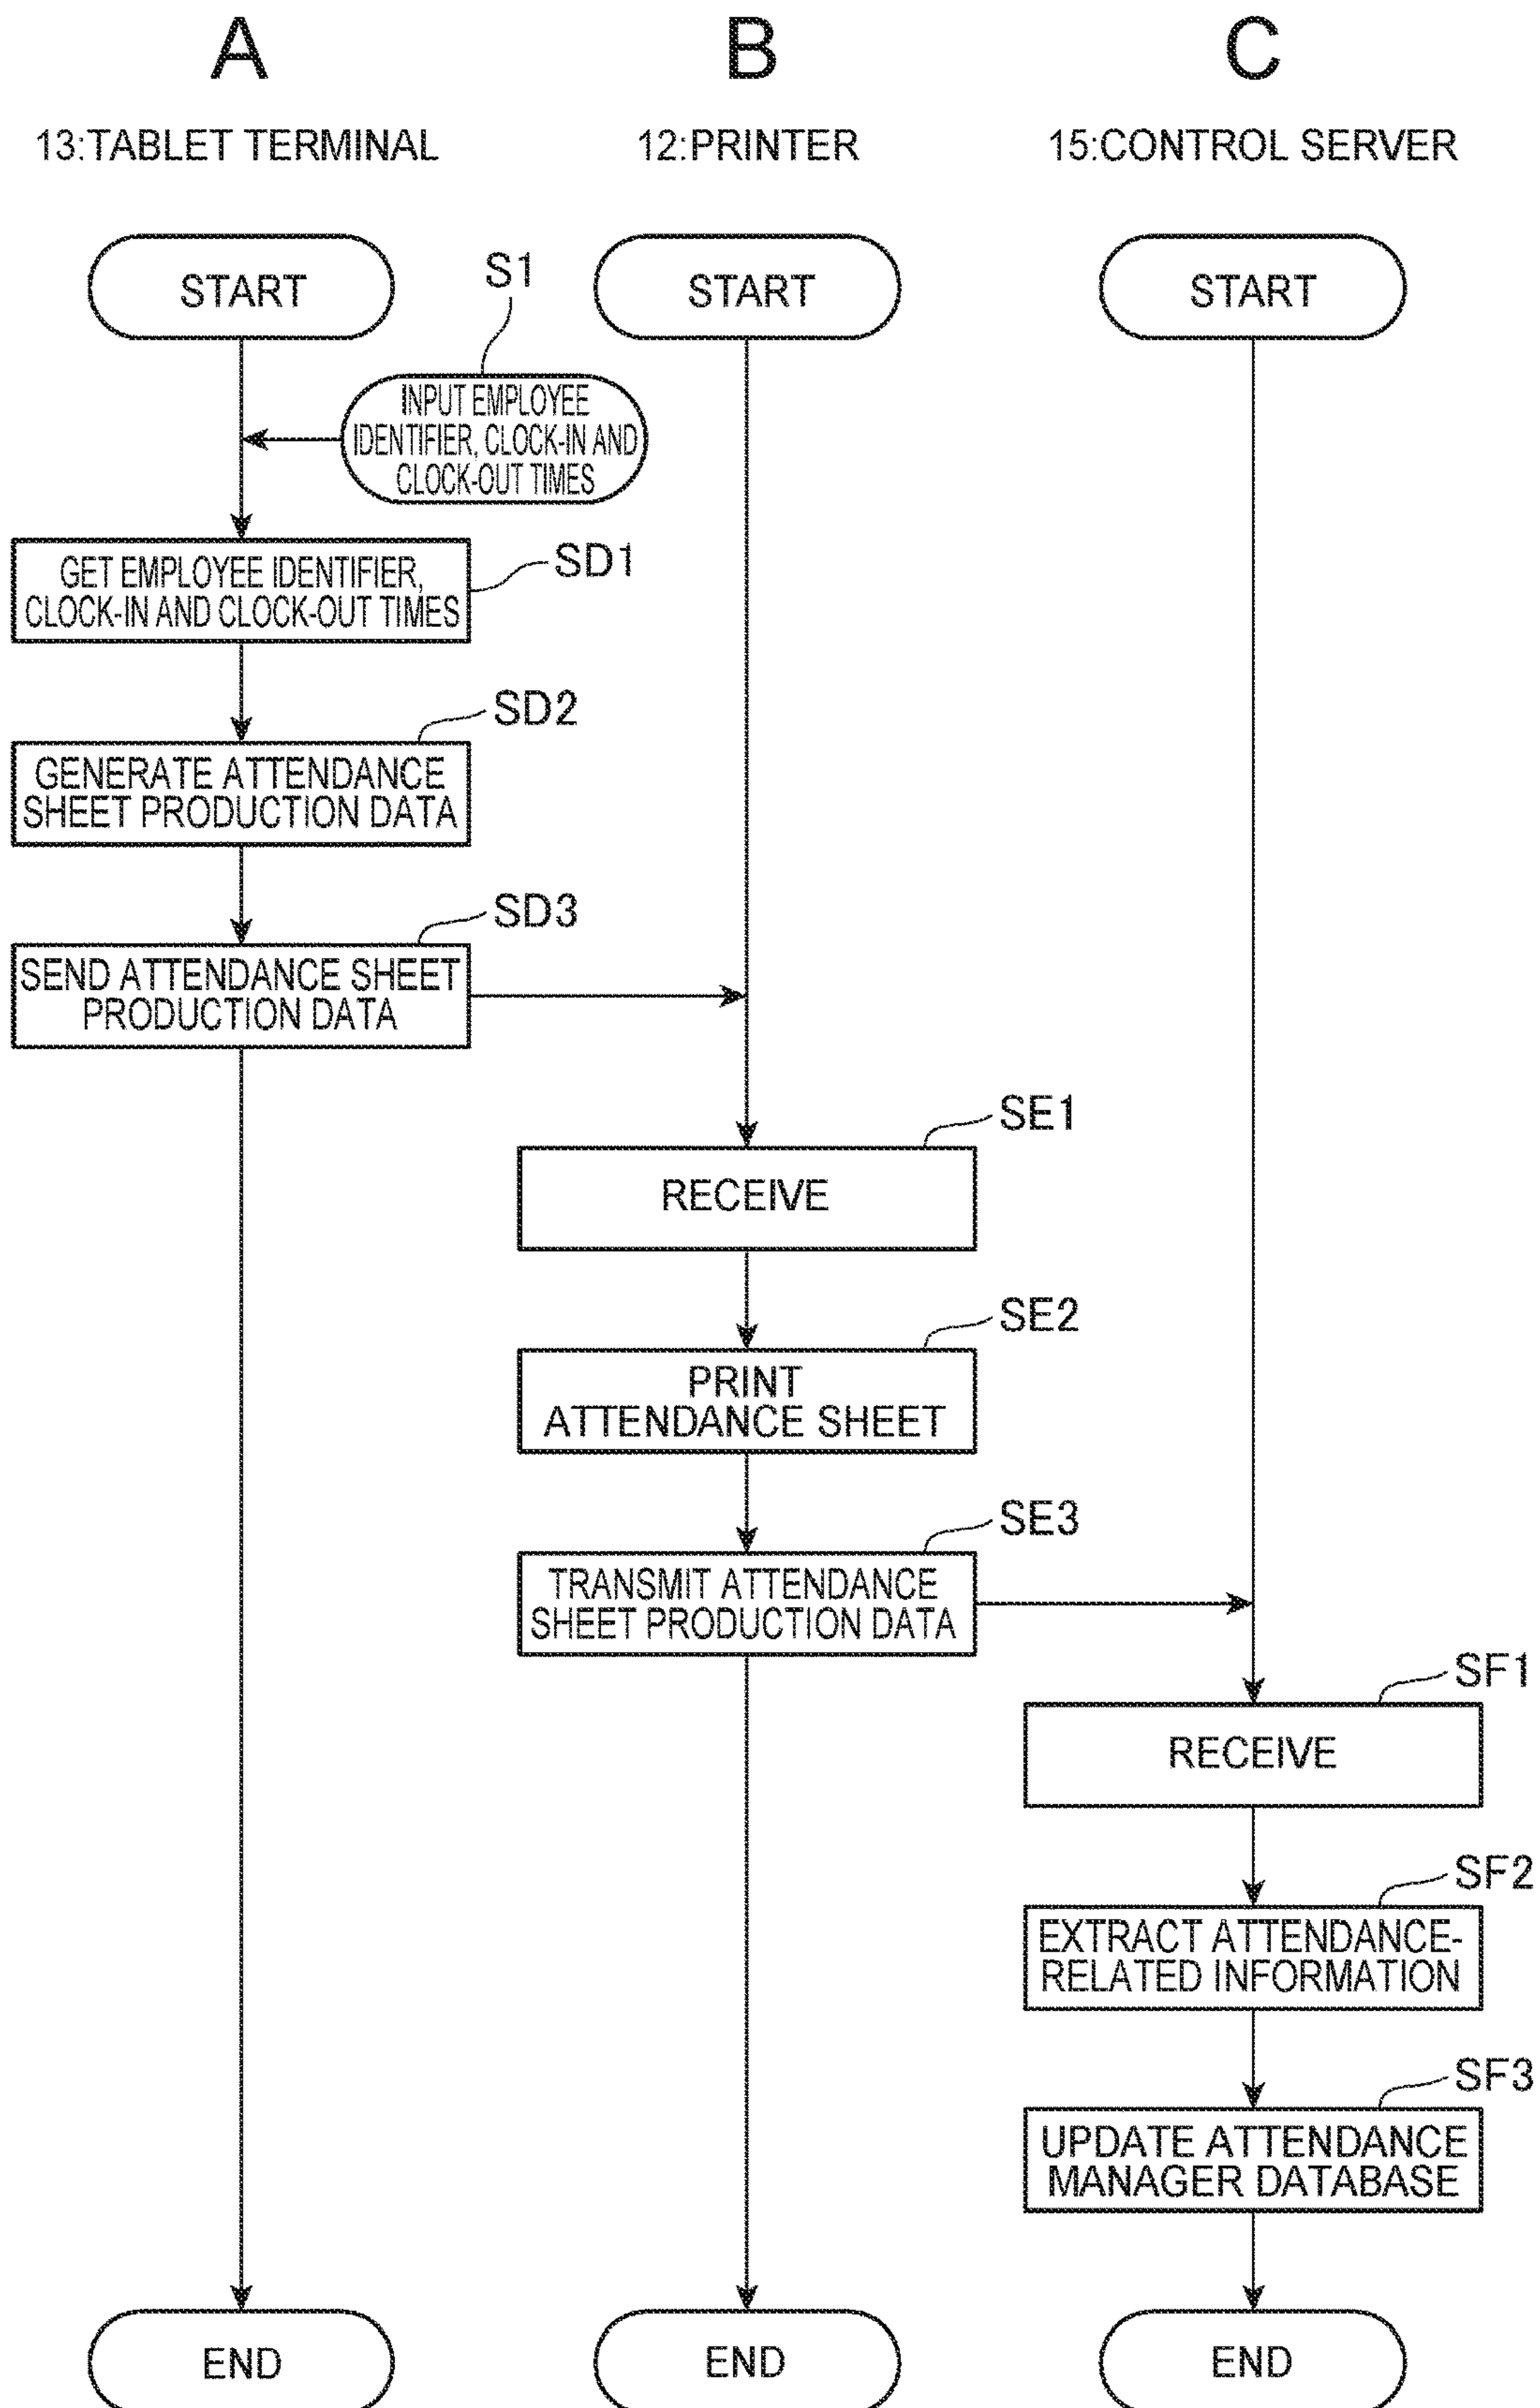 A
B
C
13:TABLET TERMINAL
12:PRINTER
15:CONTROL SERVER
START
START
START
S1
INPUT EMPLOYEE
IDENTIFIER, CLOCK-IN AND
CLOCK-OUT TIMES
SD1
GET EMPLOYEE IDENTIFIER,
CLOCK-IN AND CLOCK-OUT TIMES
SD2
GENERATE ATTENDANCE
SHEET PRODUCTION DATA
SD3
SEND ATTENDANCE SHEET
PRODUCTION DATA
SE1
RECEIVE
SE2
PRINT
ATTENDANCE SHEET
SE3
TRANSMIT ATTENDANCE
SHEET PRODUCTION DATA
SF1
RECEIVE
SF2
EXTRACT ATTENDANCE-
RELATED INFORMATION
SF3
UPDATE ATTENDANCE
MANAGER DATABASE
END
END
END